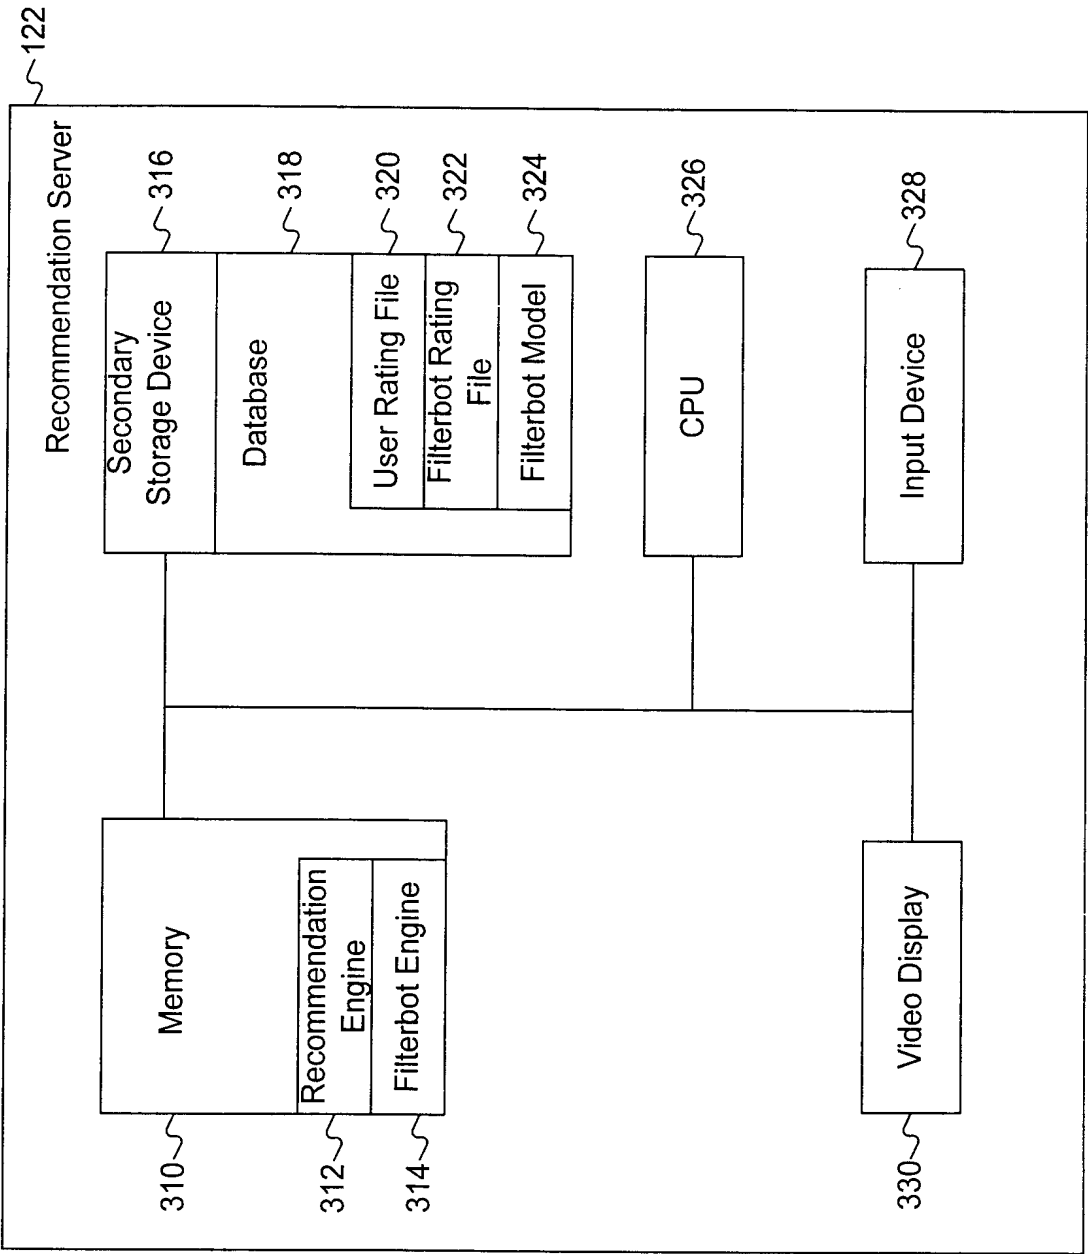 122
Recommendation Server
310
Memory
312
Recommendation
Engine
314
Filterbot Engine
Secondary
Storage Device
316
Database
318
User Rating File
320
Filterbot Rating
File
322
Filterbot Model
324
CPU
326
330
Video Display
Input Device
328